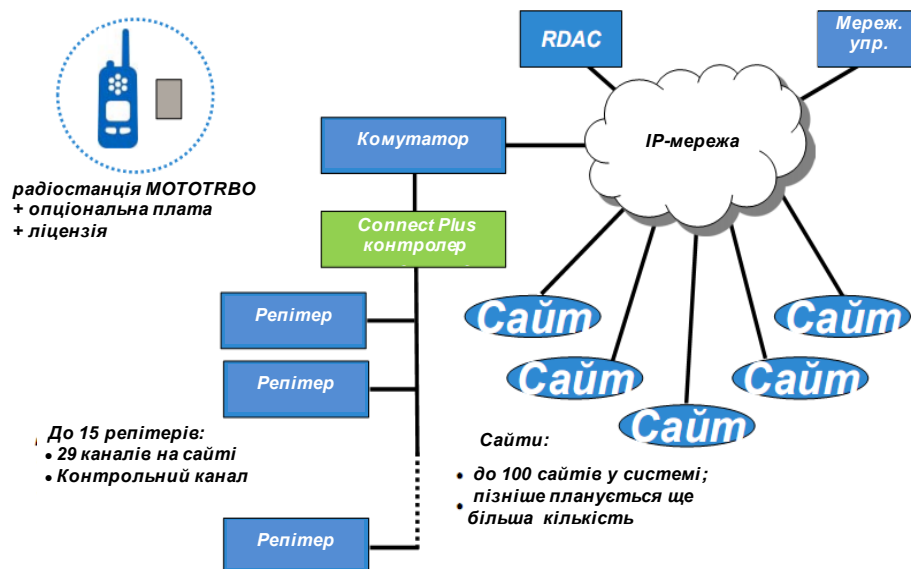 RDAC
Мереж.
упр.
Комутатор
IP-мережа
радіостанція MOTOTRBO
+ опціональна плата
+ ліцензія
Connect Plus
контролер
Репітер
Репітер
Сайт
Сайт
Сайт
Сайт
Сайт
До 15 репітерів:
• 29 каналів на сайті
• Контрольний канал
Сайти:
• до 100 сайтів у системі;
• пізніше планується ще
більша кількість
Репітер